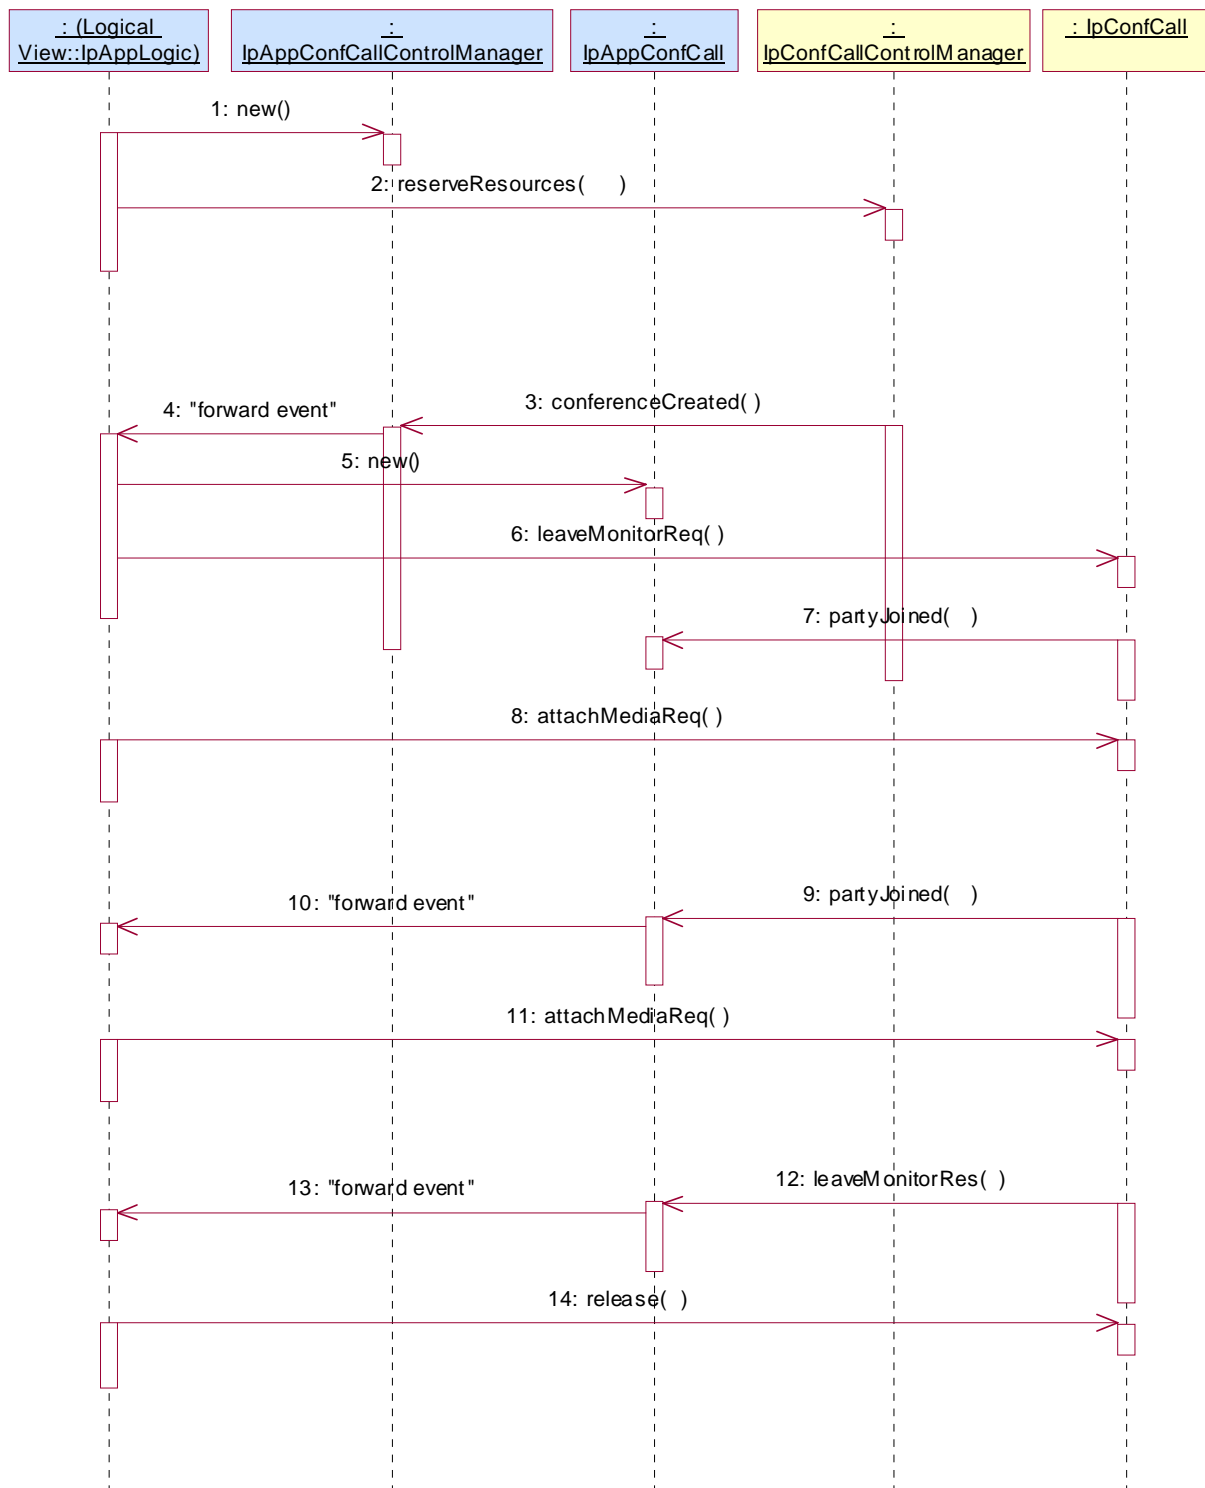 : (Logical
View::IpAppLogic)
:
IpAppConfCallControlManager
:
IpAppConfCall
:
IpConfCallControlManager
: IpConfCall
1: new()
2: reserveResources( )
3: conferenceCreated( )
4: "forward event"
5: new()
6: leaveMonitorReq( )
7: partyJoined( )
8: attachMediaReq( )
9: partyJoined( )
10: "forward event"
11: attachMediaReq( )
12: leaveMonitorRes( )
13: "forward event"
14: release( )